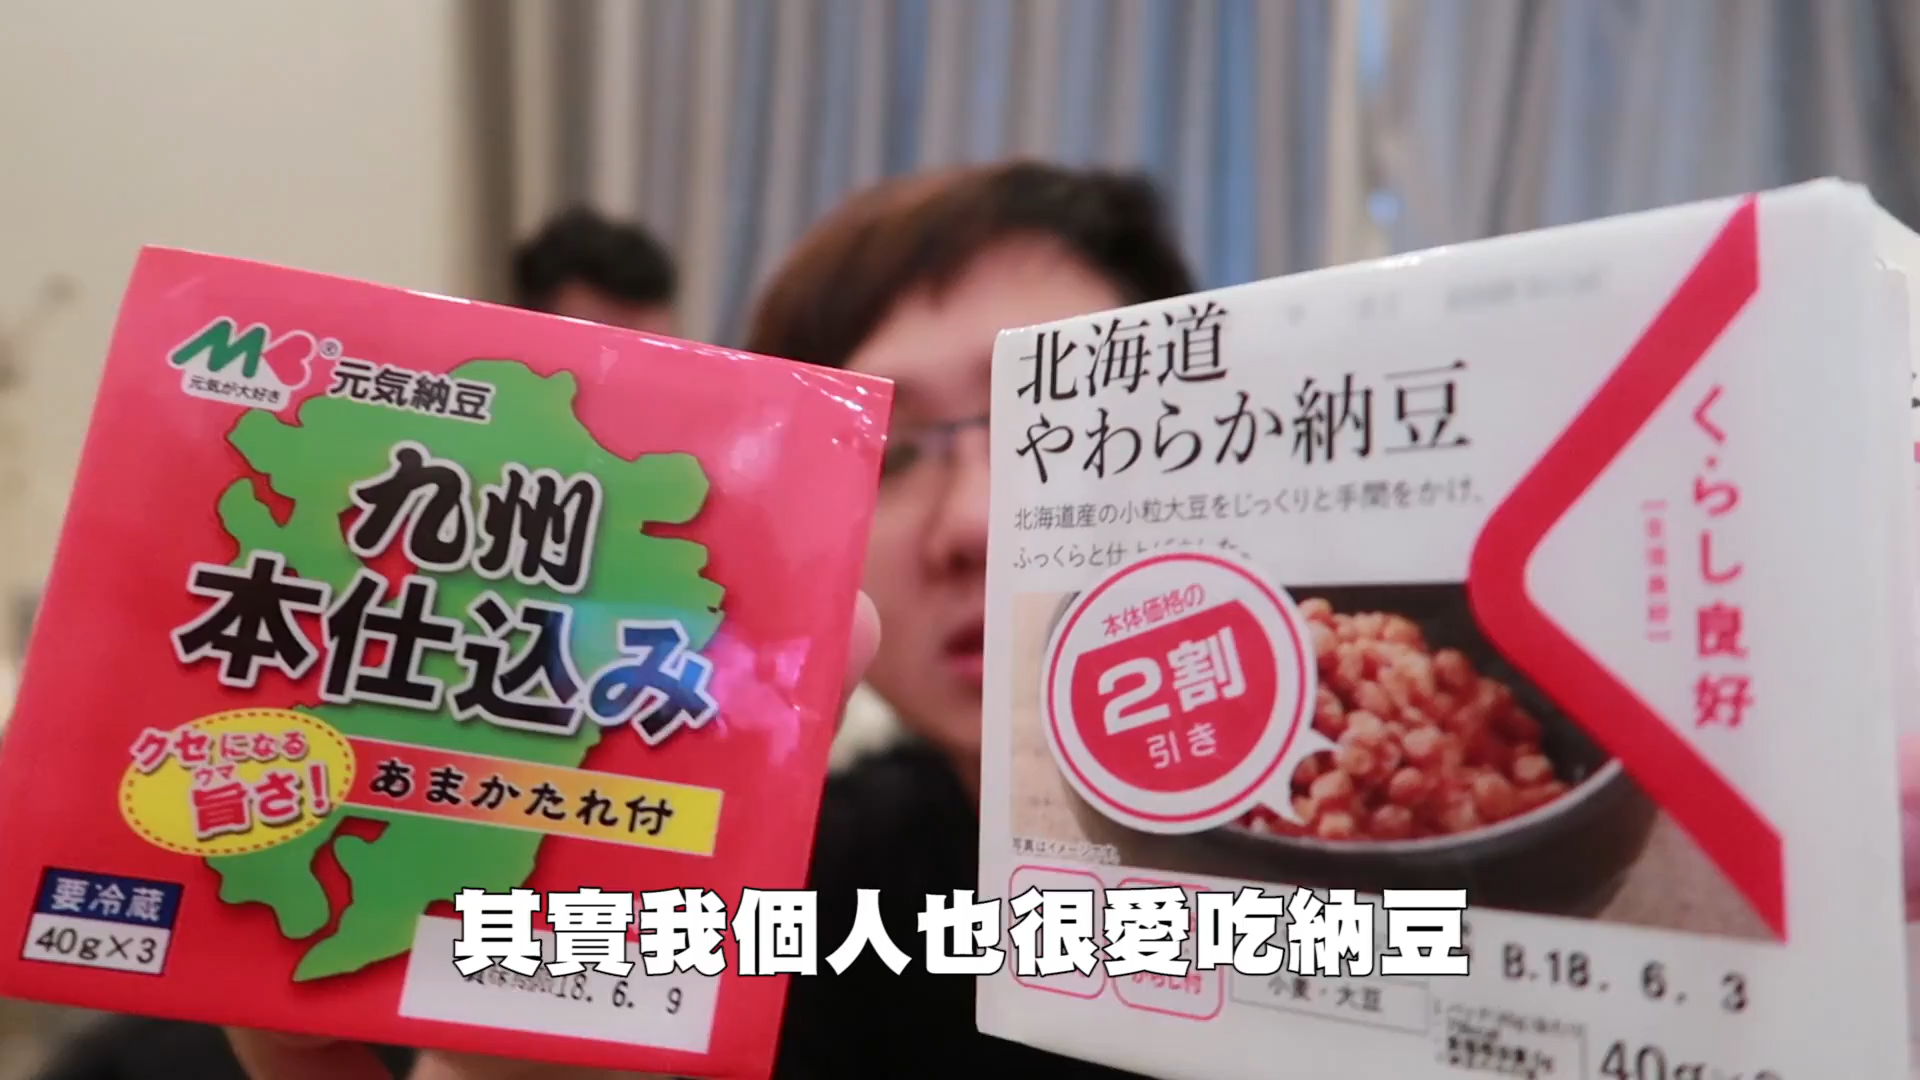 元気が大好き
元気納豆
九州
本仕込み
クセになる
ウマ
旨さ!
あまかたれ付
要冷蔵
40g×3
18. 6. 9
北海道
やわらか納豆
北海道産の小粒大豆をじっくりと手間をかけ、
ふっくらと仕
本体価格の
2割
引き
くらし良好
写真はイメージです。
からし付
小麦・大豆
B.18. 6. 3
40g×
其實我個人也很愛吃納豆